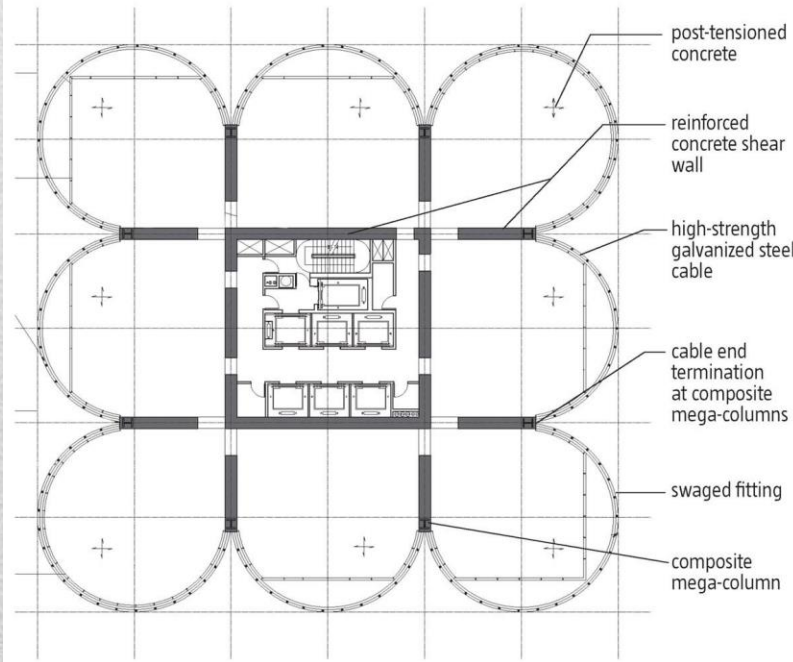 post-tensioned
concrete
reinforced
concrete shear
wall
high-strength
galvanized steel
cable
cable end
termination
at composite
mega-columns
swaged fitting
composite
mega-column